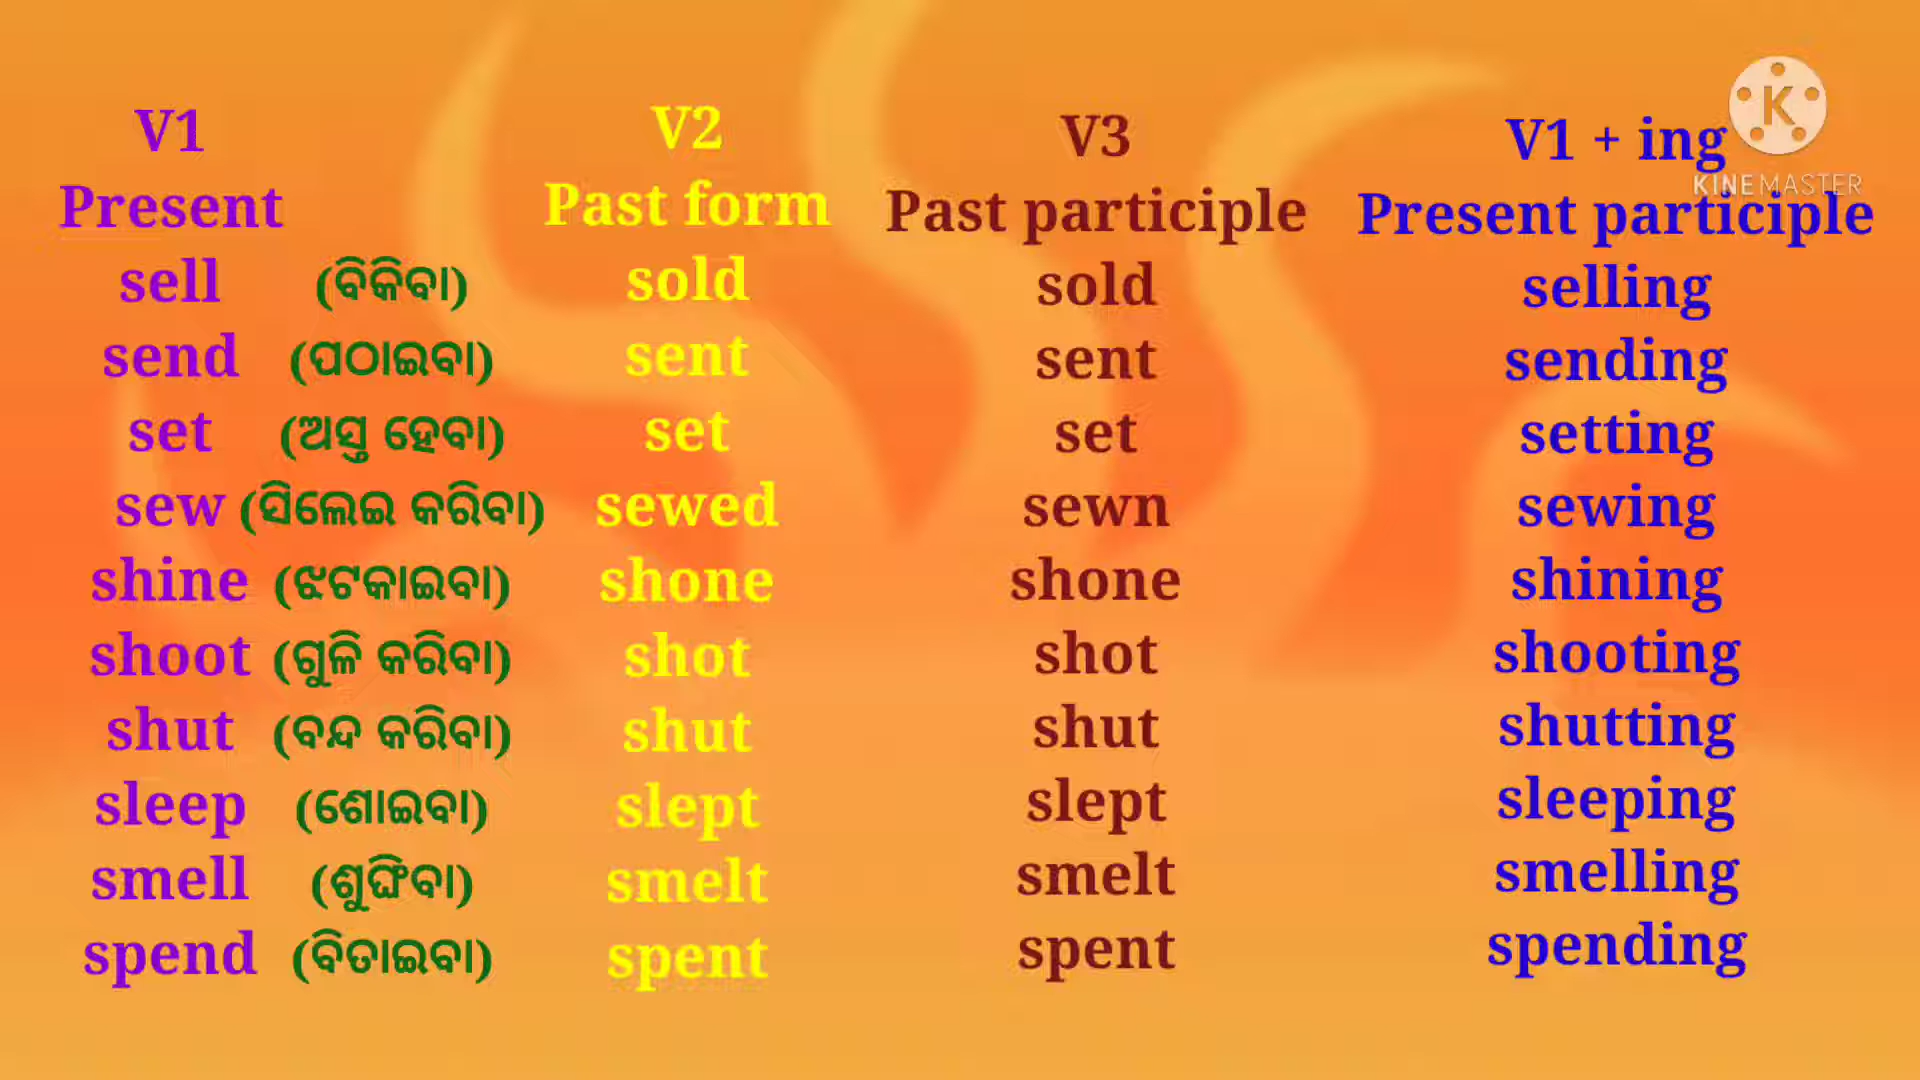 V1 V2 V3 V1 + ing
Present Past form Past participle Present participle
sell (ବିକିବା) sold sold selling
send (ପଠାଇବା) sent sent sending
set (ଅସ୍ତ ହେବା) set set setting
sew (ସିଲେଇ କରିବା) sewed sewn sewing
shine (ଝଟକାଇବା) shone shone shining
shoot (ଗୁଳି କରିବା) shot shot shooting
shut (ବନ୍ଦ କରିବା) shut shut shutting
sleep (ଶୋଇବା) slept slept sleeping
smell (ଶୁଙ୍ଘିବା) smelt smelt smelling
spend (ବିତାଇବା) spent spent spending
K
KINEMASTER